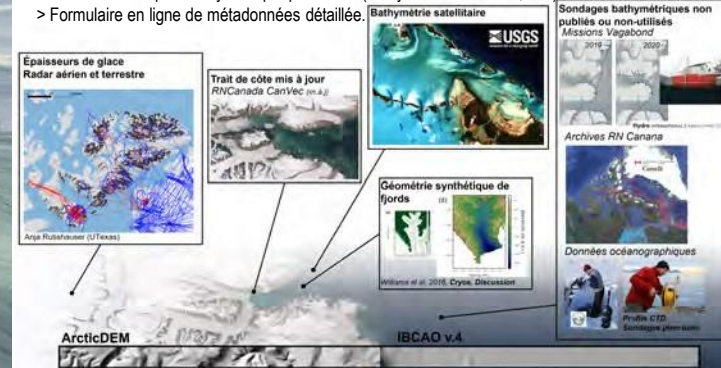 > Formulaire en ligne de métadonnées détaillée.
Épaisseurs de glace
Radar aérien et terrestre
Anja Rutishauser (UTexas)
Trait de côte mis à jour
RNCanada CanVec
Bathymétrie satellitaire
USGS
Géométrie synthétique de
fjords
Williams et al. 2016, Cryos. Discussion
Sondages bathymétriques non
publiés ou non-utilisés
Missions Vagabond
2019
2020
Archives RN Canana
Canada
Données océanographiques
Profils CTD,
Sondages
ArcticDEM
IBCAO v.4